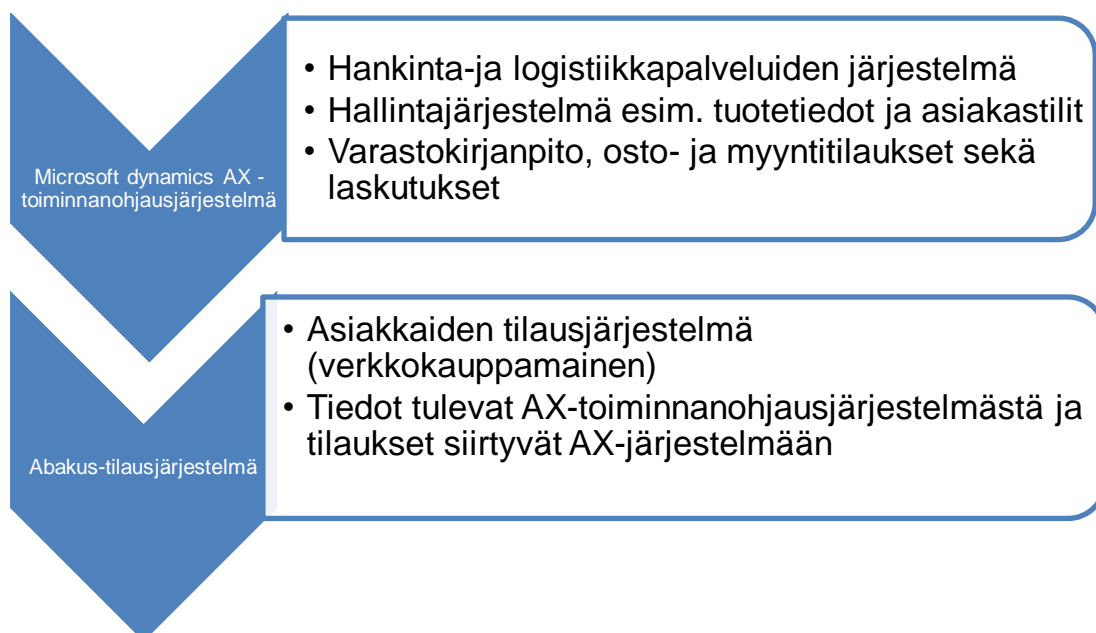 Microsoft dynamics AX -
toiminnanohjausjärjestelmä
• Hankinta-ja logistiikkapalveluiden järjestelmä
• Hallintajärjestelmä esim. tuotetiedot ja asiakastilit
• Varastokirjanpito, osto- ja myyntitilaukset sekä
laskutukset
Abakus-tilausjärjestelmä
• Asiakkaiden tilausjärjestelmä
(verkkokauppamainen)
• Tiedot tulevat AX-toiminnanohjausjärjestelmästä ja
tilaukset siirtyvät AX-järjestelmään